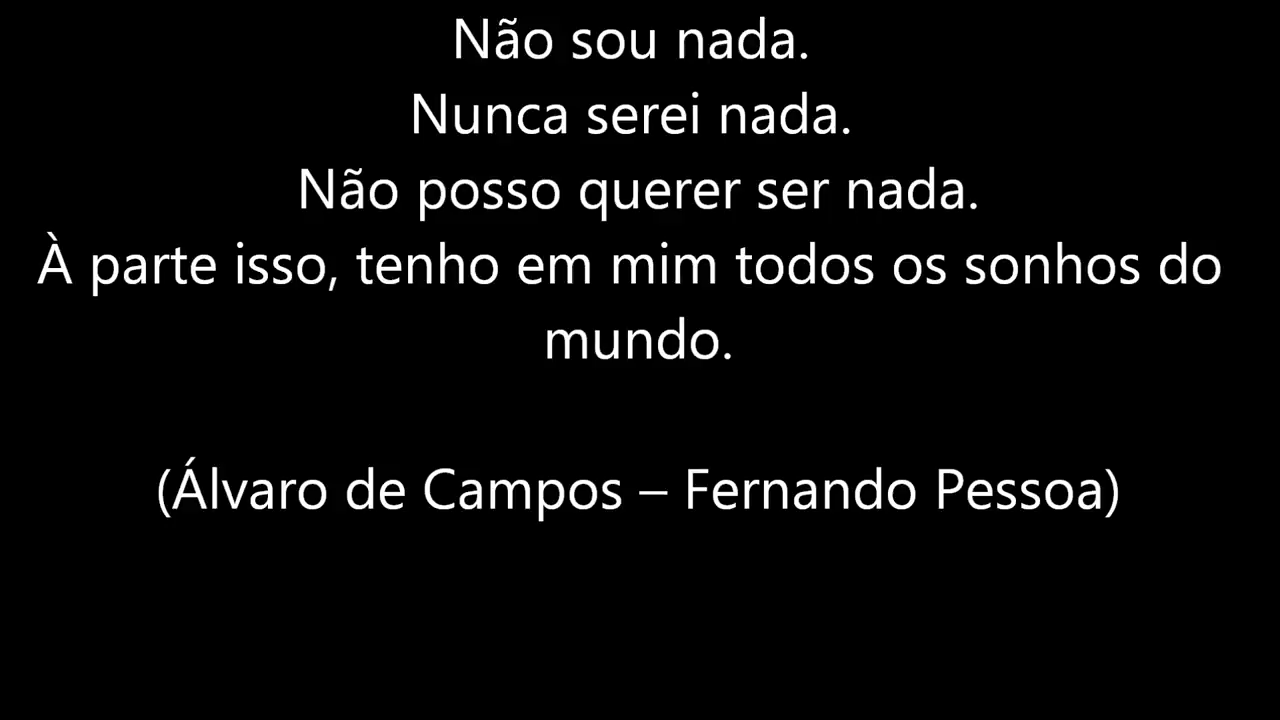 Não sou nada.
Nunca serei nada.
Não posso querer ser nada.
À parte isso, tenho em mim todos os sonhos do
mundo.
(Álvaro de Campos – Fernando Pessoa)